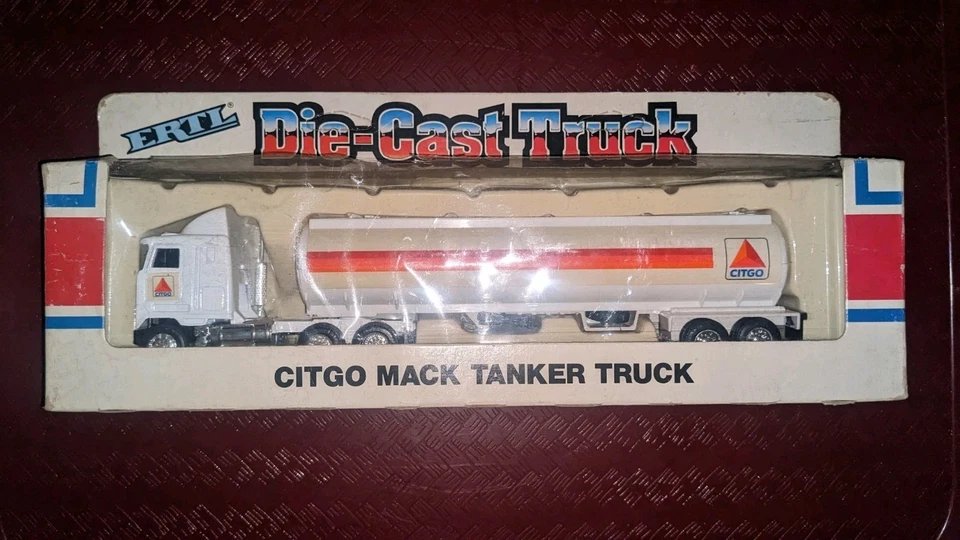 ERTL®
Die-Cast Truck
CITGO
CITGO
CITGO MACK TANKER TRUCK